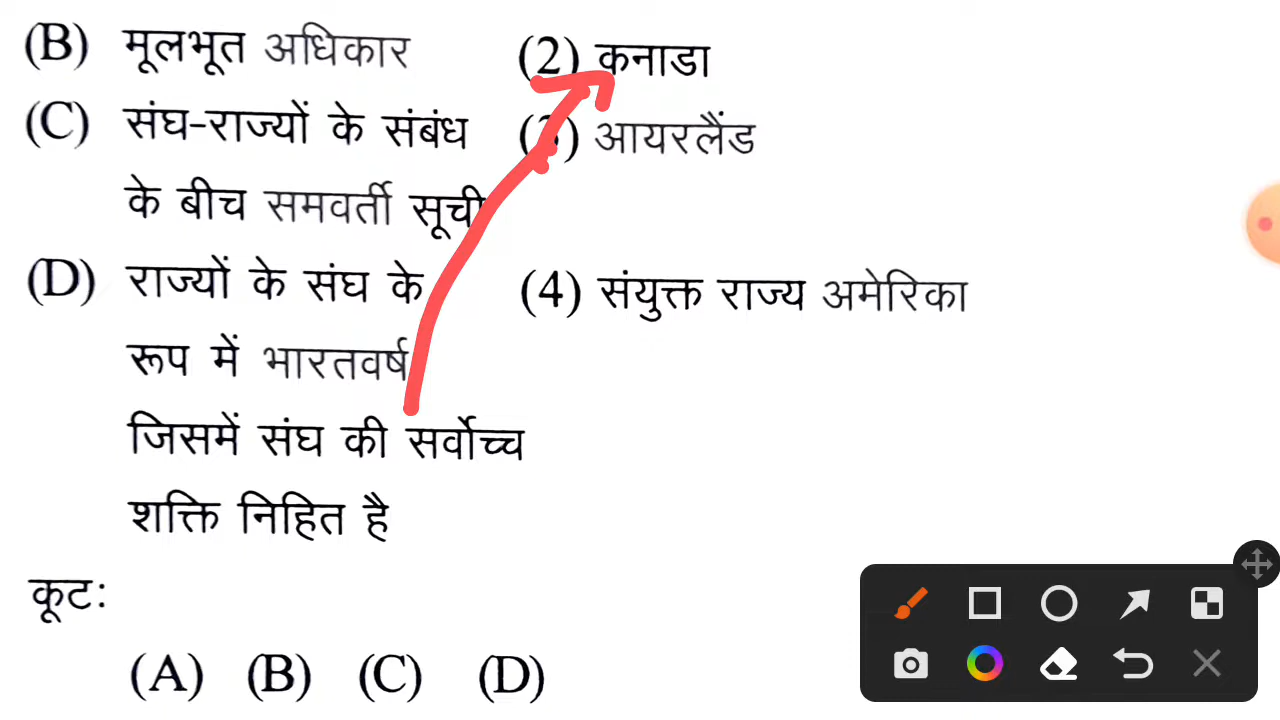 (B) मूलभूत अधिकार (2) कनाडा
(C) संघ-राज्यों के संबंध (3) आयरलैंड
के बीच समवर्ती सूची
(D) राज्यों के संघ के (4) संयुक्त राज्य अमेरिका
रूप में भारतवर्ष
जिसमें संघ की सर्वोच्च
शक्ति निहित है
कूटः
(A) (B) (C) (D)